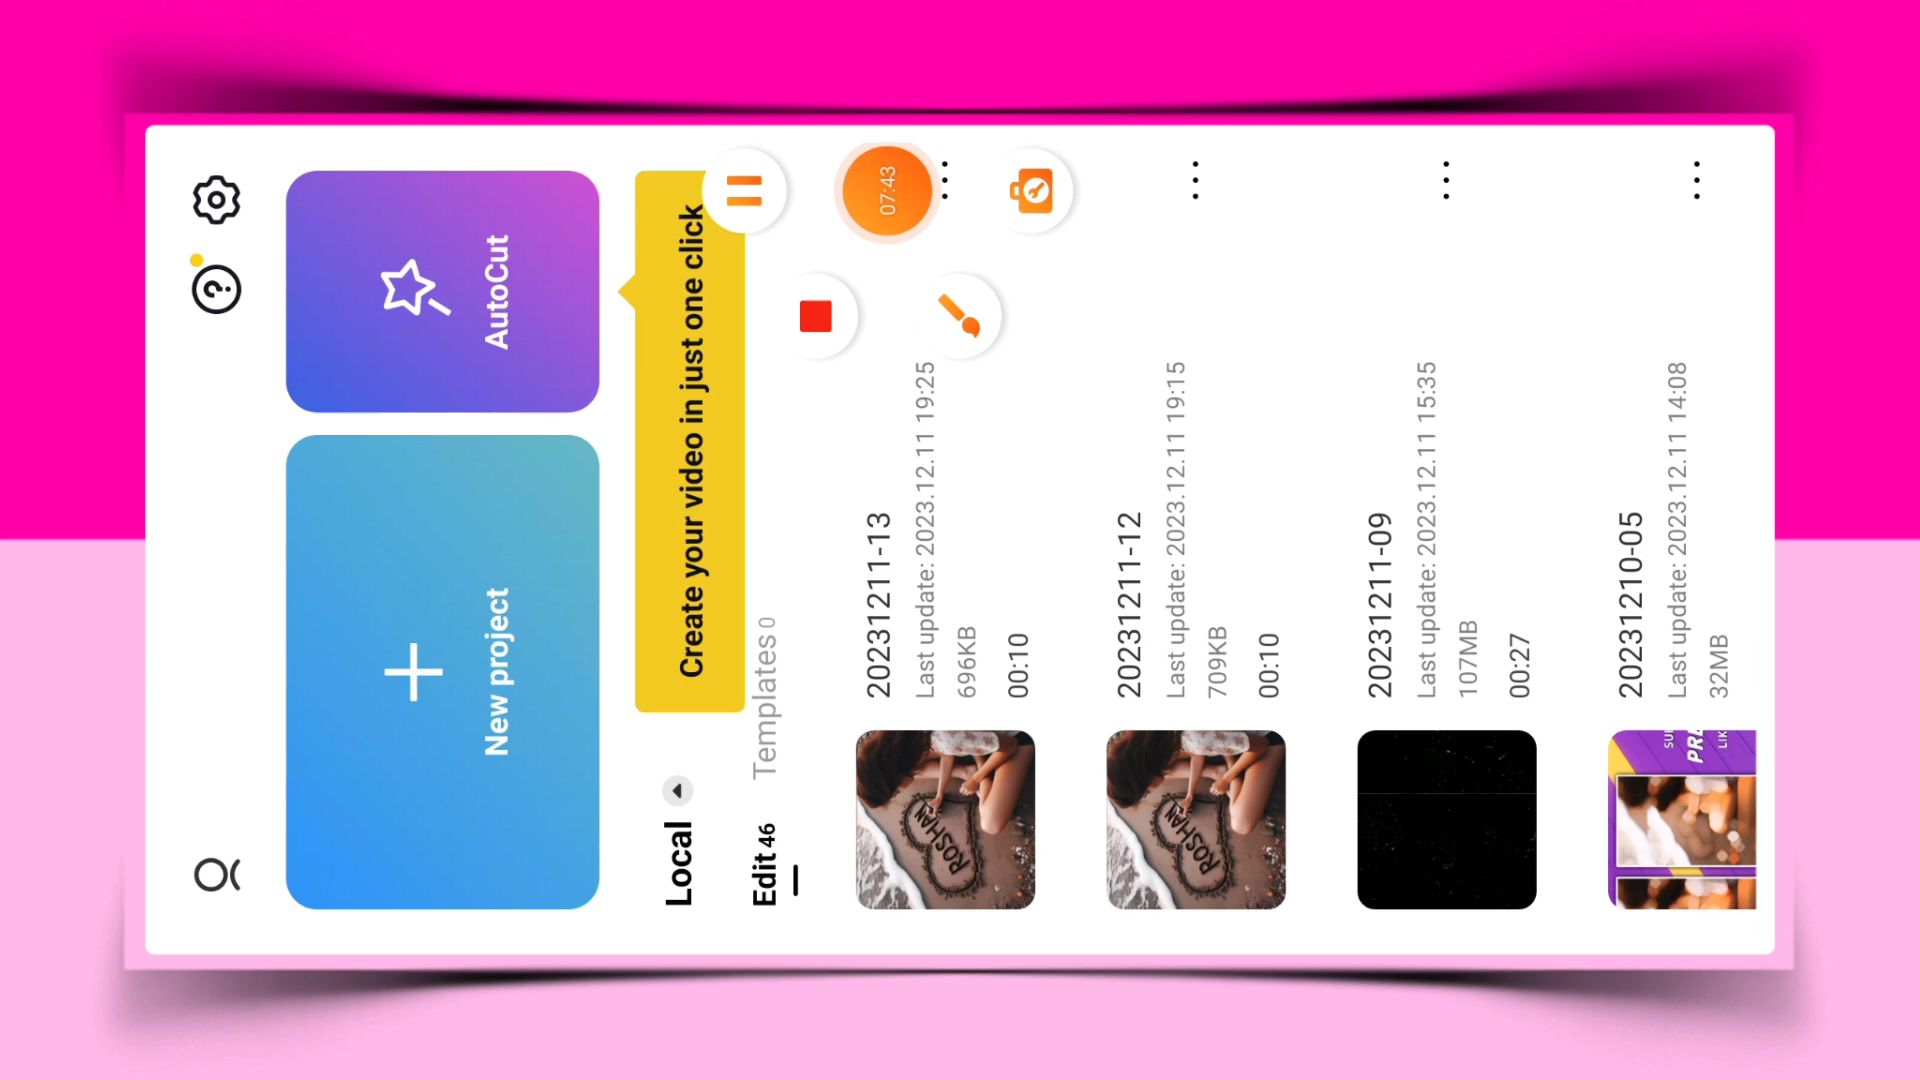 New project
AutoCut
Create your video in just one click
Local
Edit 46
Templates 0
07:43
20231211-13
Last update: 2023.12.11 19:25
696KB
00:10
ROSHAN
20231211-12
Last update: 2023.12.11 19:15
709KB
00:10
ROSHAN
20231211-09
Last update: 2023.12.11 15:35
107MB
00:27
20231210-05
Last update: 2023.12.11 14:08
32MB